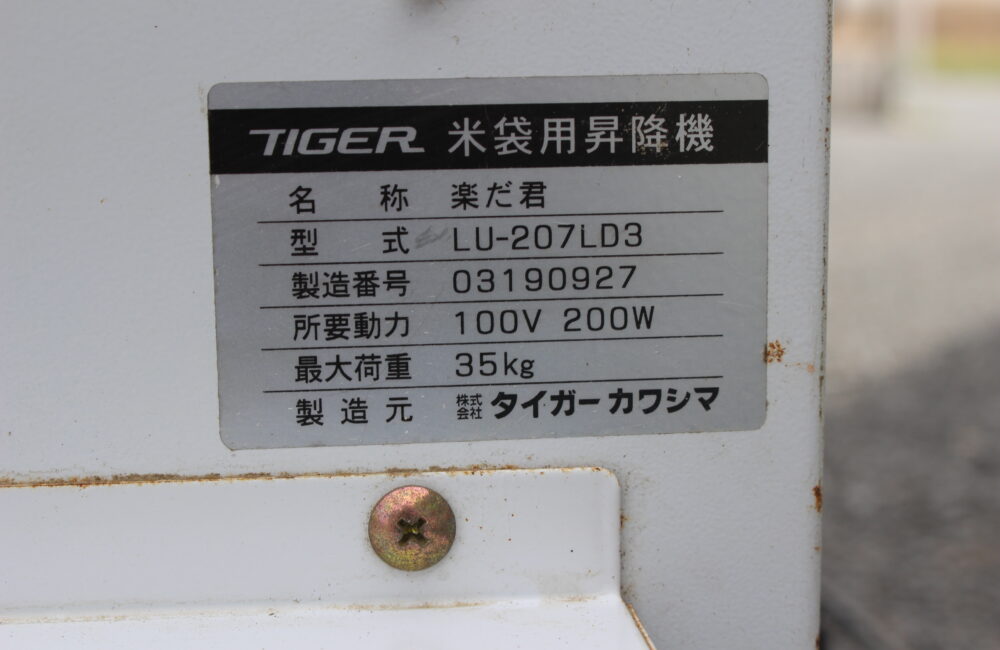 TIGER 米袋用昇降機
名称 楽だ君
型式 LU-207LD3
製造番号 03190927
所要動力 100V 200W
最大荷重 35kg
製造元 株式会社 タイガーカワシマ